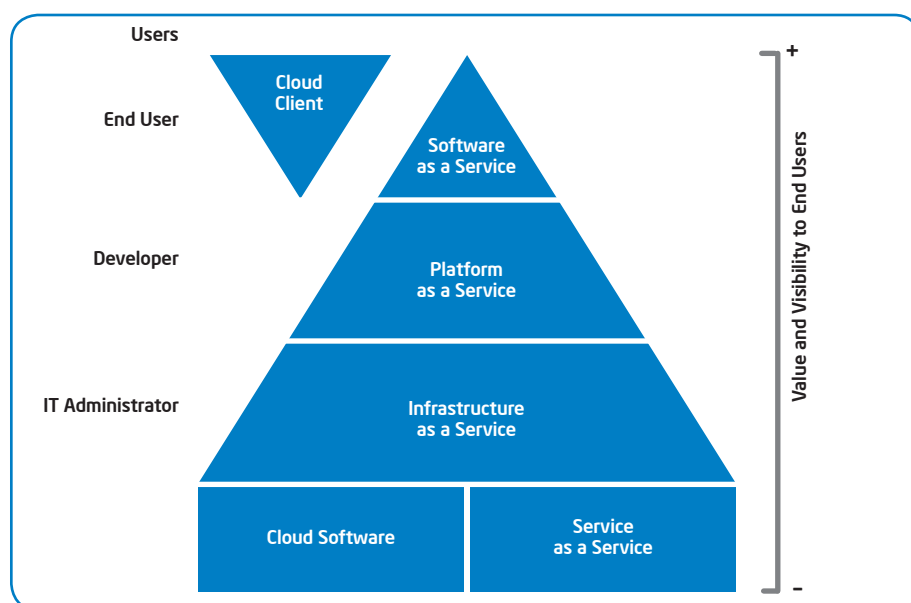 Users
+
Cloud
Client
End User
Software
as a Service
Developer
Platform
as a Service
Value and Visibility to End Users
IT Administrator
Infrastructure
as a Service
Cloud Software
Service
as a Service
–